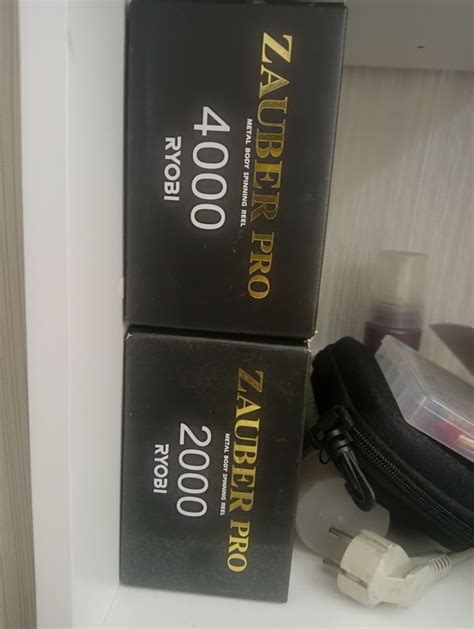 ZAUBER PRO
METAL BODY SPINNING REEL
4000
RYOBI
ZAUBER PRO
METAL BODY SPINNING REEL
2000
RYOBI